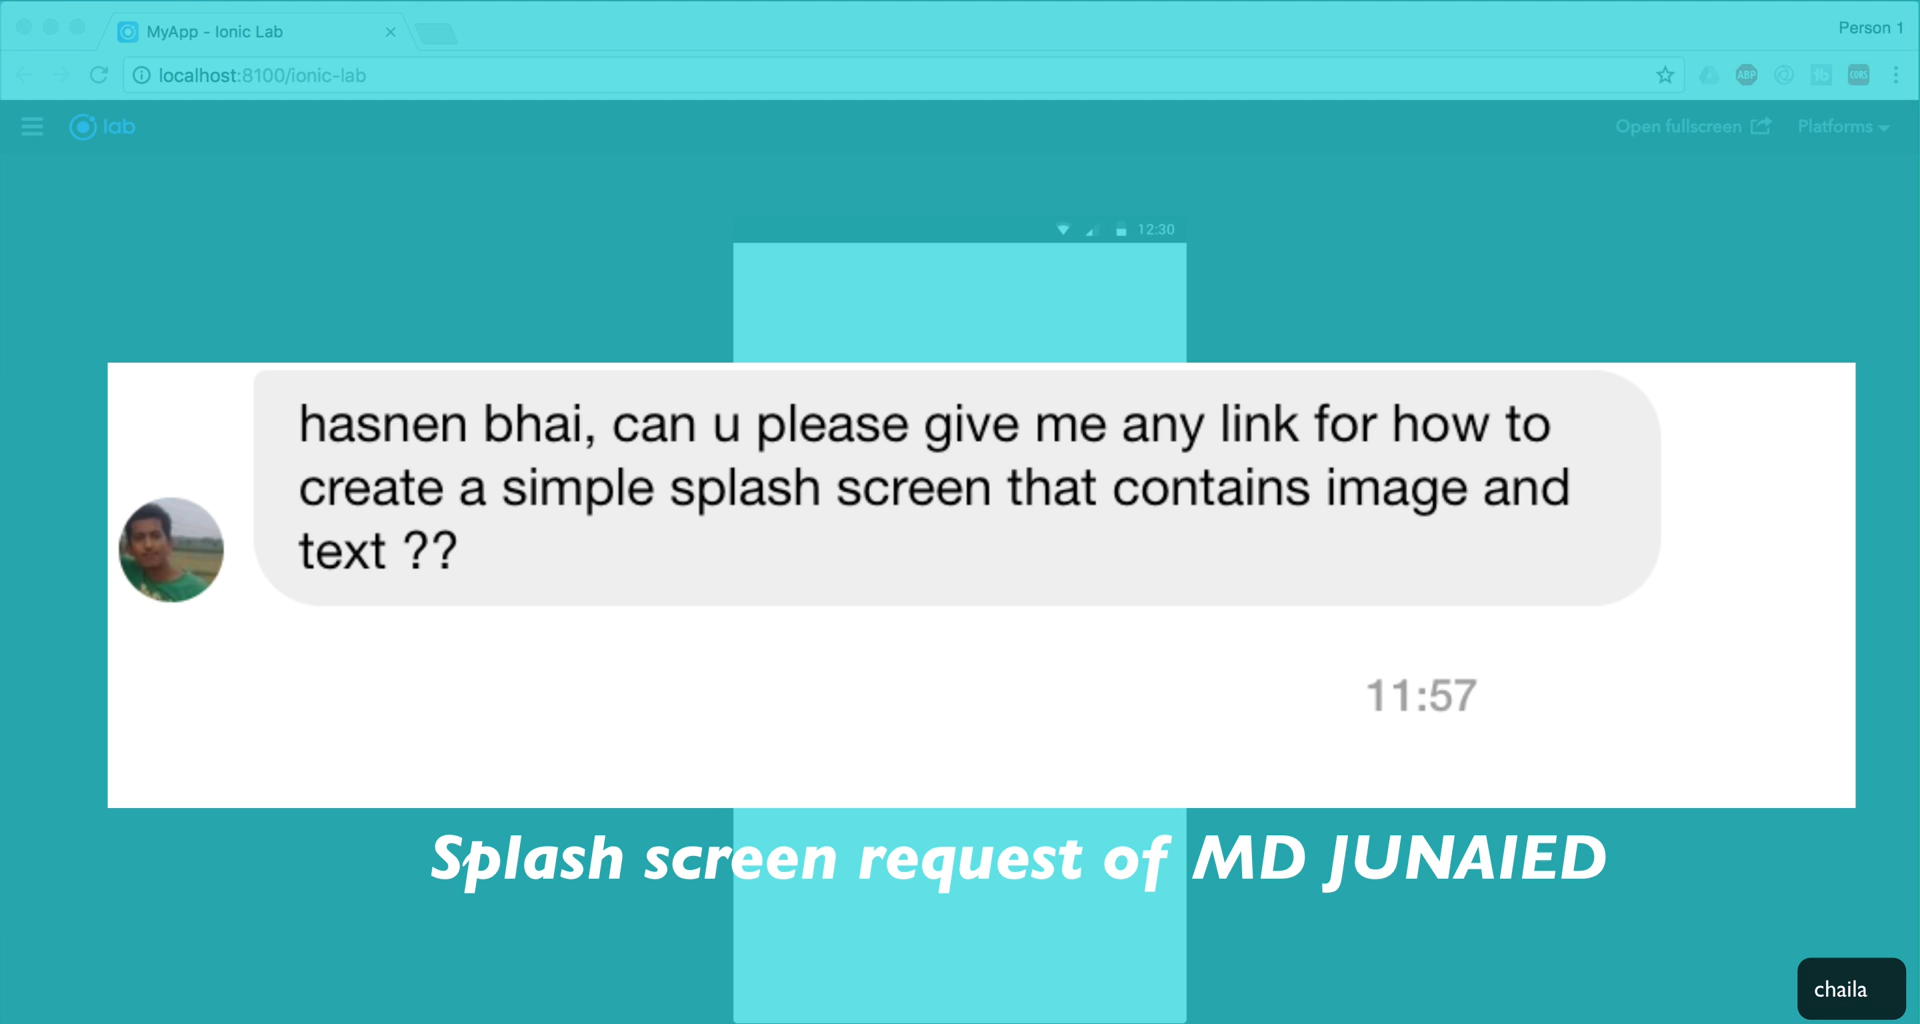 MyApp - Ionic Lab
Person 1
localhost:8100/ionic-lab
ABP
CORS
lab
Open fullscreen
Platforms
12:30
hasnen bhai, can u please give me any link for how to
create a simple splash screen that contains image and
text ??
11:57
Splash screen request of MD JUNAIED
chaila